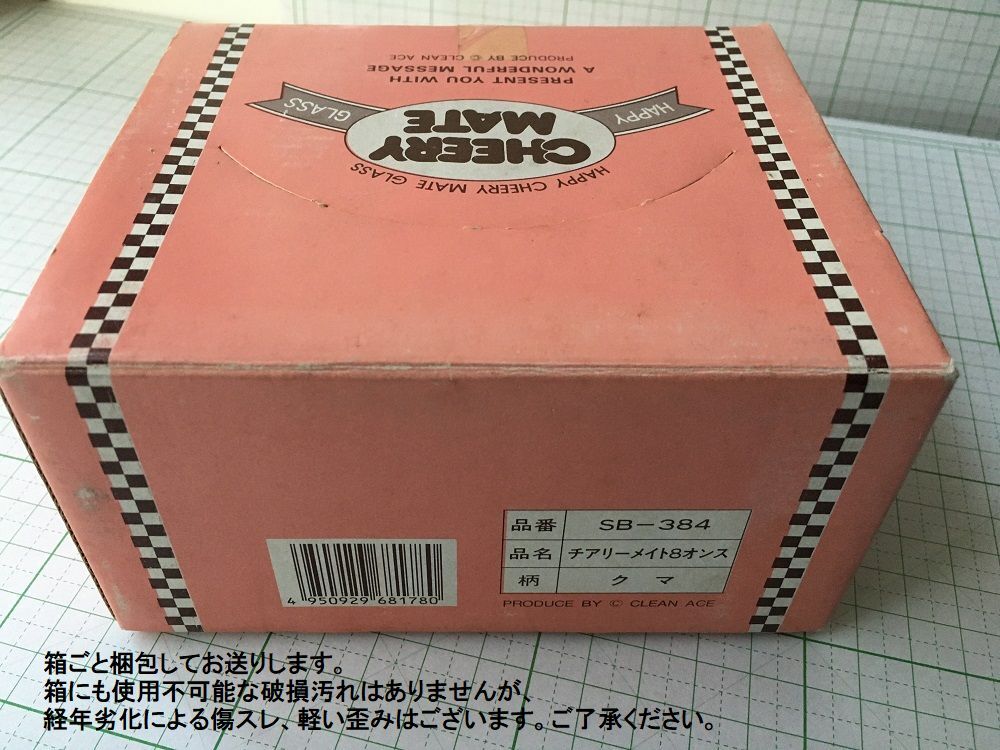 PRODUCE BY © CLEAN ACE
A WONDERFUL MESSAGE
PRESENT YOU WITH
HAPPY GLASS
CHEERY
MATE
HAPPY CHEERY MATE GLASS
品番 SB-384
品名 チアリーメイト8オンス
柄 クマ
PRODUCE BY © CLEAN ACE
4 950929 681780
箱ごと梱包してお送りします。
箱にも使用不可能な破損汚れはありませんが、
経年劣化による傷スレ、軽い歪みはございます。ご了承ください。